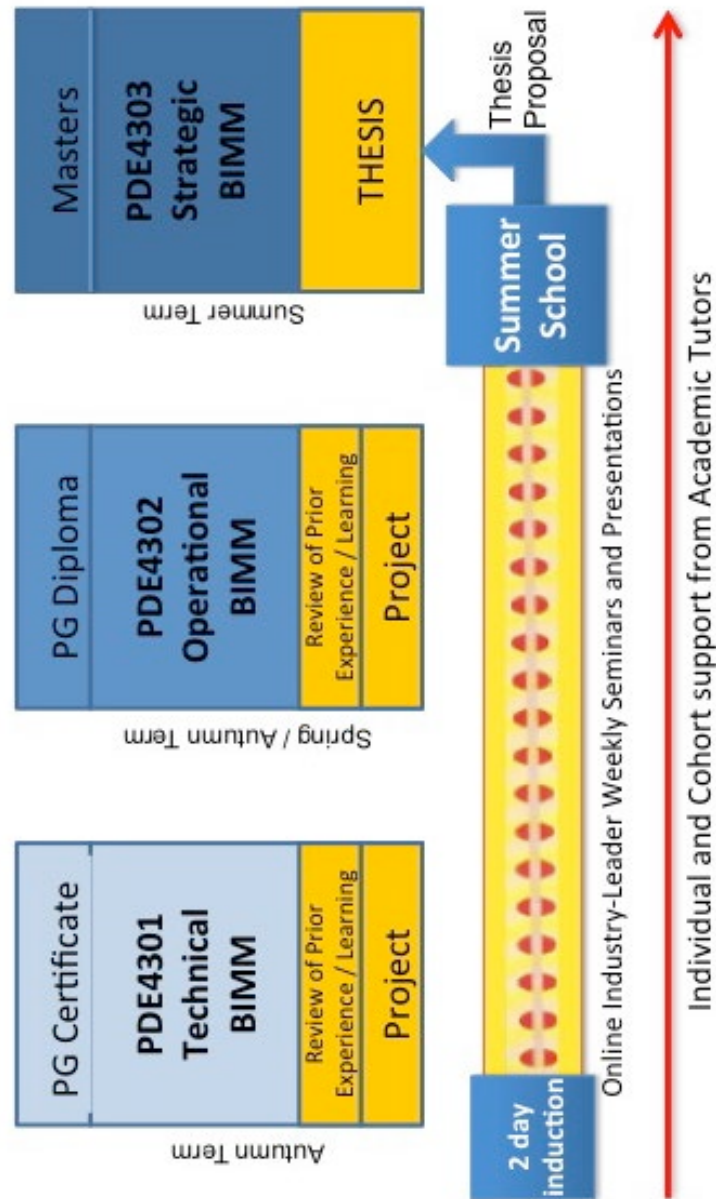 PG Certificate
PDE4301
Technical
BIMM
Review of Prior
Experience / Learning
Project
Autumn Term
PG Diploma
PDE4302
Operational
BIMM
Review of Prior
Experience / Learning
Project
Spring / Autumn Term
Masters
PDE4303
Strategic
BIMM
THESIS
Summer Term
2 day
induction
Summer
School
Thesis
Proposal
Online Industry-Leader Weekly Seminars and Presentations
Individual and Cohort support from Academic Tutors